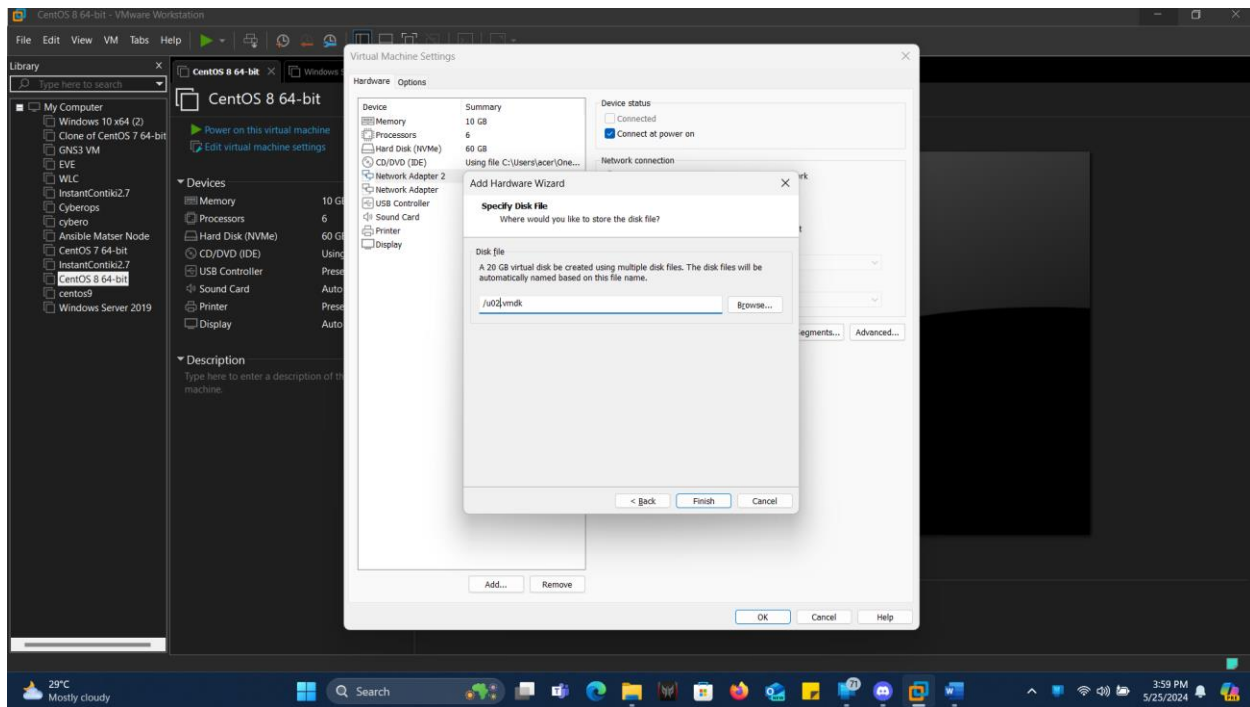 CentOS 8 64-bit - VMware Workstation
File Edit View VM Tabs Help
Library
Type here to search
My Computer
Windows 10 x64 (2)
Clone of CentOS 7 64-bit
GNS3 VM
EVE
WLC
InstantContiki2.7
Cyberops
cybero
Ansible Matser Node
CentOS 7 64-bit
InstantContiki2.7
CentOS 8 64-bit
centos9
Windows Server 2019
CentOS 8 64-bit
Windows S
CentOS 8 64-bit
Power on this virtual machine
Edit virtual machine settings
Devices
Memory 10 GB
Processors 6
Hard Disk (NVMe) 60 GB
CD/DVD (IDE) Using
USB Controller Prese
Sound Card Auto
Printer Prese
Display Auto
Description
Type here to enter a description of th
machine.
Virtual Machine Settings
Hardware Options
Device Summary
Memory 10 GB
Processors 6
Hard Disk (NVMe) 60 GB
CD/DVD (IDE) Using file C:\Users\acer\One...
Network Adapter 2
Network Adapter
USB Controller
Sound Card
Printer
Display
Add... Remove
Device status
Connected
Connect at power on
Network connection
rk
t
egments... Advanced...
OK Cancel Help
Add Hardware Wizard
Specify Disk File
Where would you like to store the disk file?
Disk file
A 20 GB virtual disk be created using multiple disk files. The disk files will be
automatically named based on this file name.
/u02.vmdk Browse...
< Back Finish Cancel
29°C
Mostly cloudy
Search
71
3:59 PM
5/25/2024